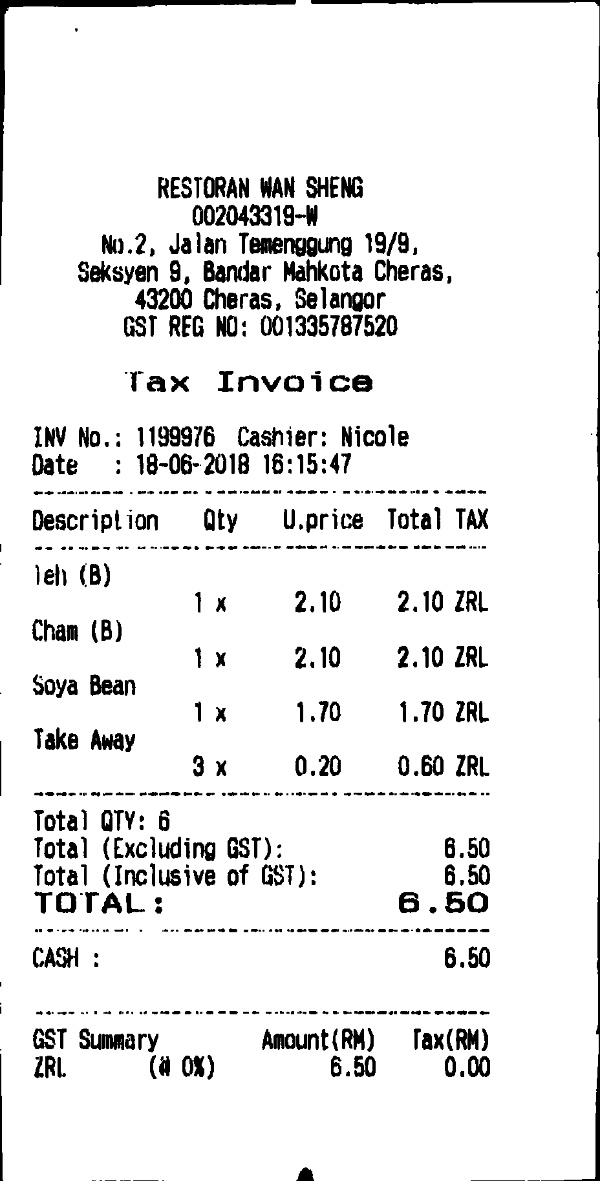 RESTORAN WAN SHENG
002043319-W
No.2, Jalan Temenggung 19/9,
Seksyen 9, Bandar Mahkota Cheras,
43200 Cheras, Selangor
GST REG NO: 001335787520
Tax Invoice
INV No.: 1199976 Cashier: Nicole
Date : 18-06-2018 16:15:47
Description Qty U.price Total TAX
Teh (B)
1 x 2.10 2.10 ZRL
Cham (B)
1 x 2.10 2.10 ZRL
Soya Bean
1 x 1.70 1.70 ZRL
Take Away
3 x 0.20 0.60 ZRL
Total QTY: 6
Total (Excluding GST): 6.50
Total (Inclusive of GST): 6.50
TOTAL: 6.50
CASH : 6.50
GST Summary Amount(RM) Tax(RM)
ZRL (@ 0%) 6.50 0.00